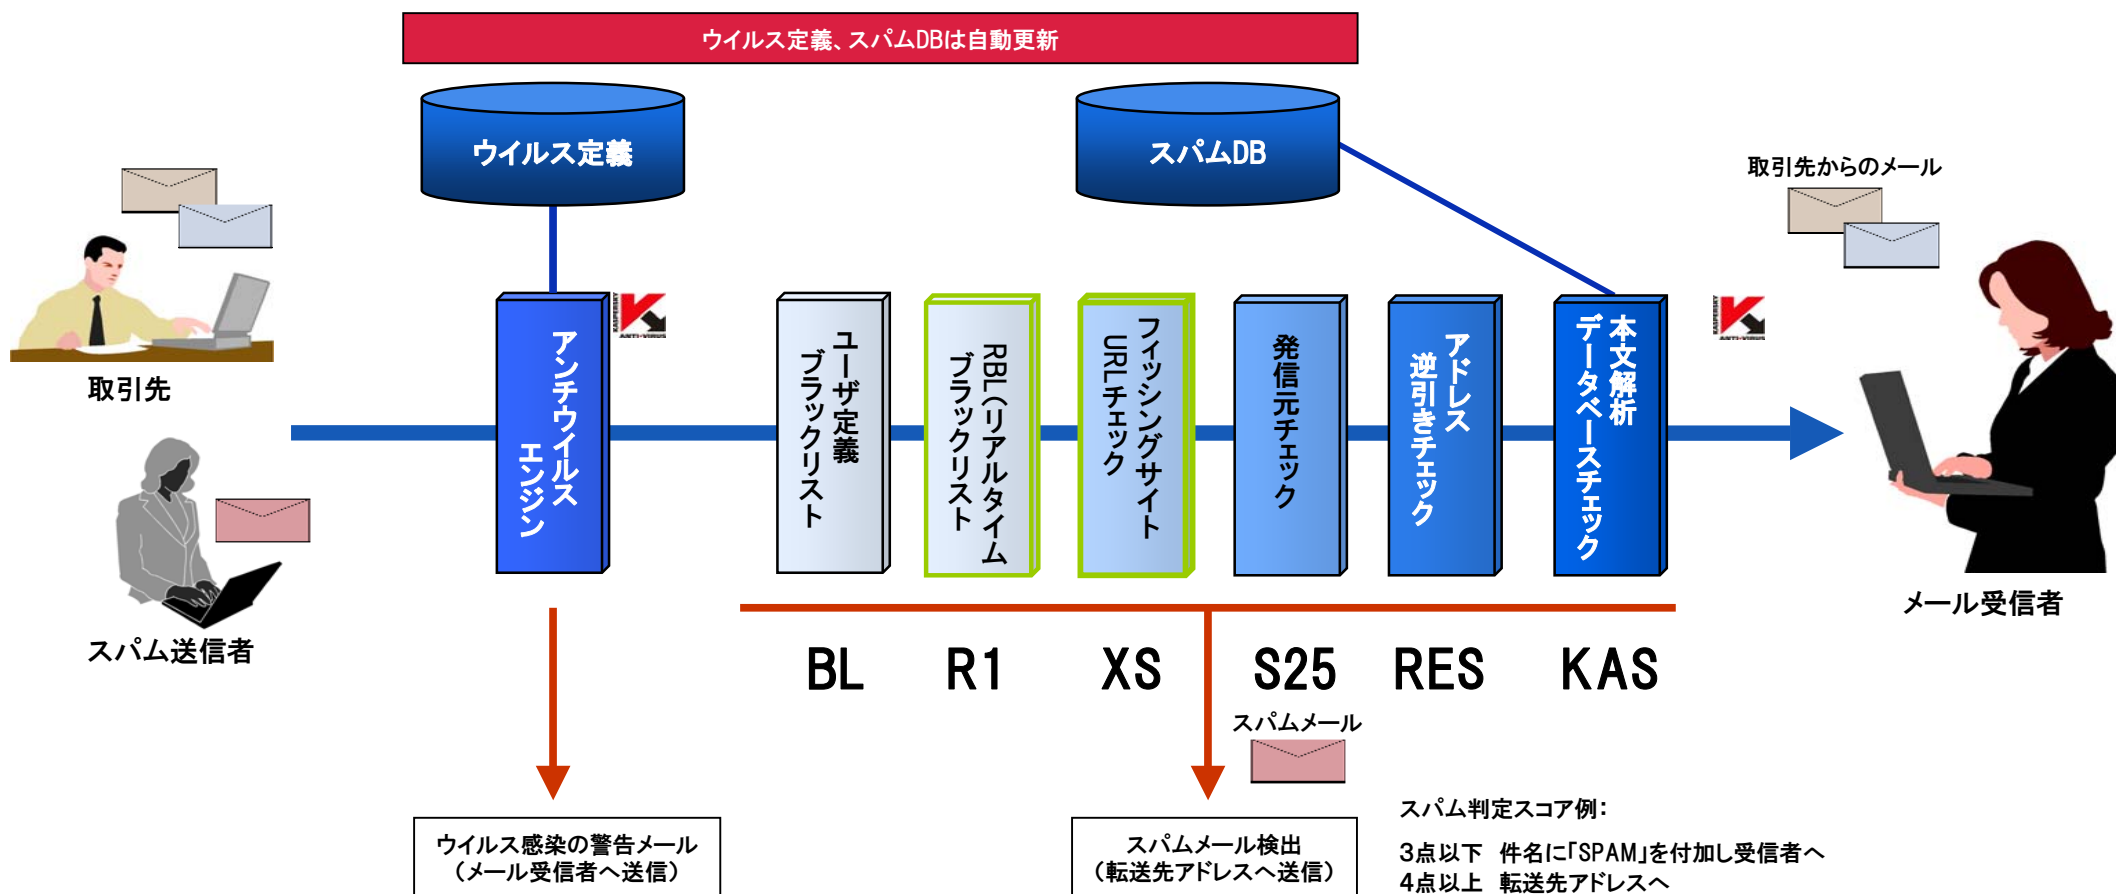 ウイルス定義、スパムDBは自動更新
ウイルス定義
スパムDB
取引先からのメール
取引先
スパム送信者
アンチウイルス
エンジン
KASPERSKY
ANTI-VIRUS
ユーザ定義
ブラックリスト
RBL(リアルタイム
ブラックリスト
フィッシングサイト
URLチェック
発信元チェック
アドレス
逆引きチェック
本文解析
データベースチェック
KASPERSKY
ANTI-VIRUS
メール受信者
BL
R1
XS
S25
RES
KAS
スパムメール
ウイルス感染の警告メール
(メール受信者へ送信)
スパムメール検出
(転送先アドレスへ送信)
スパム判定スコア例:
3点以下 件名に「SPAM」を付加し受信者へ
4点以上 転送先アドレスへ